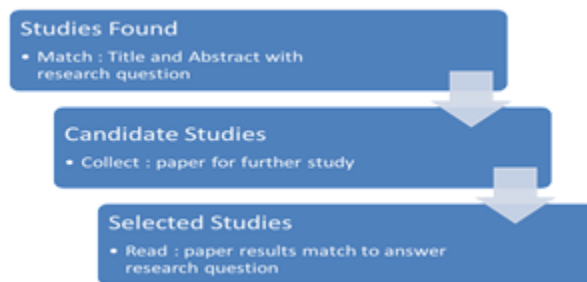 Studies Found
• Match : Title and Abstract with
research question
Candidate Studies
• Collect : paper for further study
Selected Studies
• Read : paper results match to answer
research question